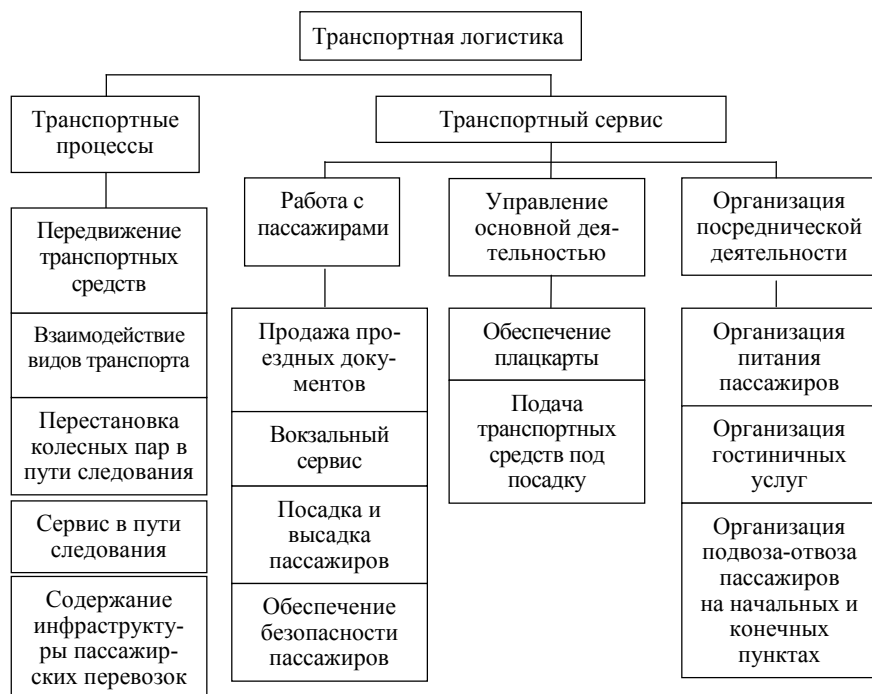 Транспортная логистика
Транспортные
процессы
Транспортный сервис
Передвижение
транспортных
средств
Взаимодействие
видов транспорта
Перестановка
колесных пар в
пути следования
Сервис в пути
следования
Содержание
инфраструкту-
ры пассажир-
ских перевозок
Работа с
пассажирами
Продажа про-
ездных доку-
ментов
Вокзальный
сервис
Посадка и
высадка
пассажиров
Обеспечение
безопасности
пассажиров
Управление
основной дея-
тельностью
Обеспечение
плацкарты
Подача
транспортных
средств под
посадку
Организация
посреднической
деятельности
Организация
питания
пассажиров
Организация
гостиничных
услуг
Организация
подвоза-отвоза
пассажиров
на начальных и
конечных
пунктах